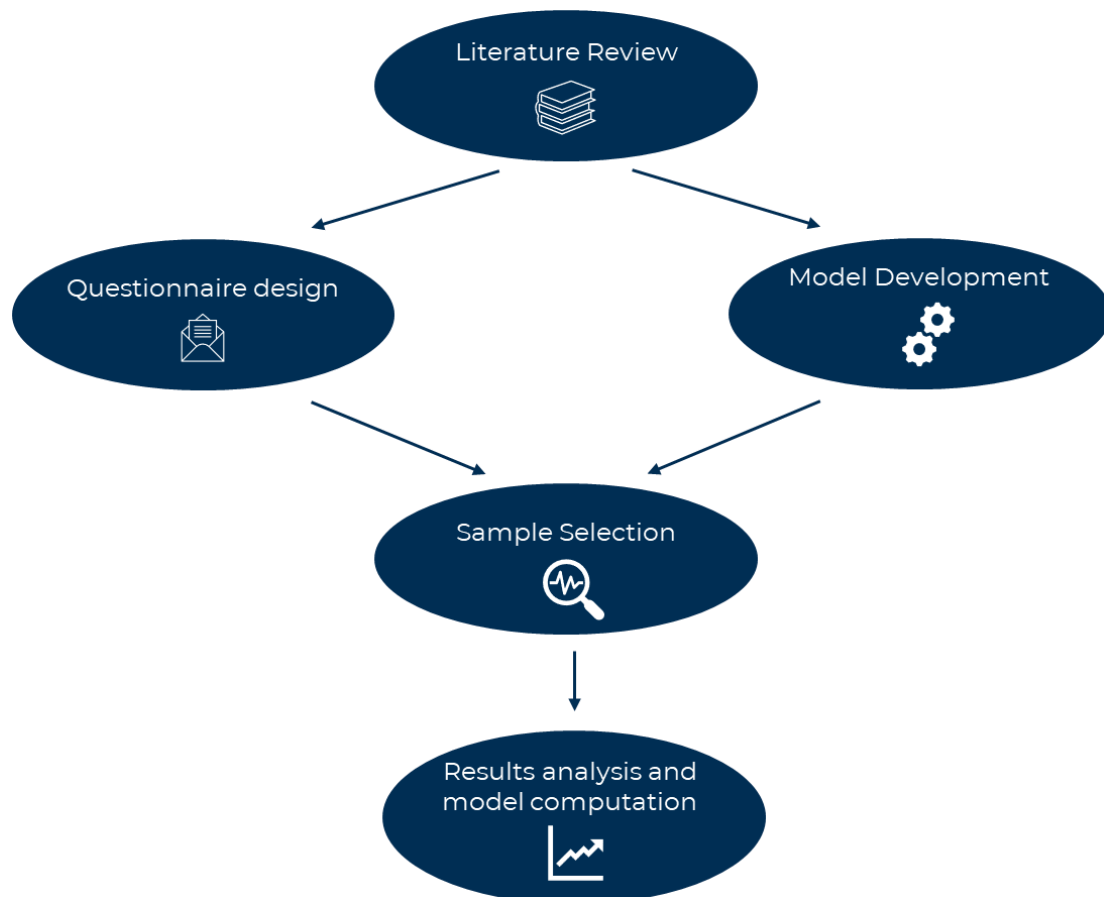 Literature Review
Questionnaire design
Model Development
Sample Selection
Results analysis and
model computation